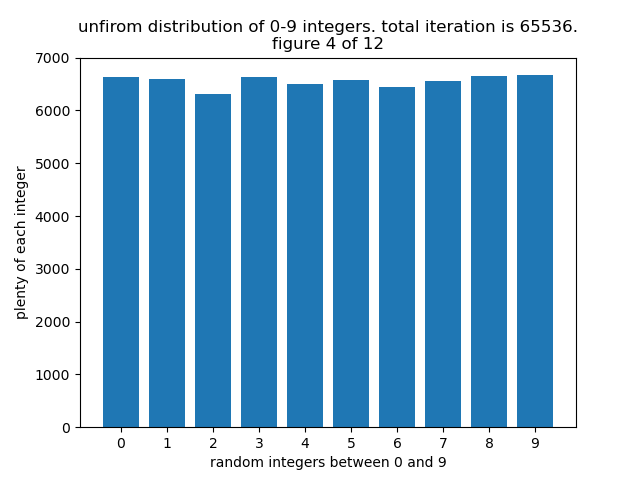 unfirom distribution of 0-9 integers. total iteration is 65536.
figure 4 of 12
7000
6000
5000
4000
3000
2000
1000
0
plenty of each integer
0 1 2 3 4 5 6 7 8 9
random integers between 0 and 9